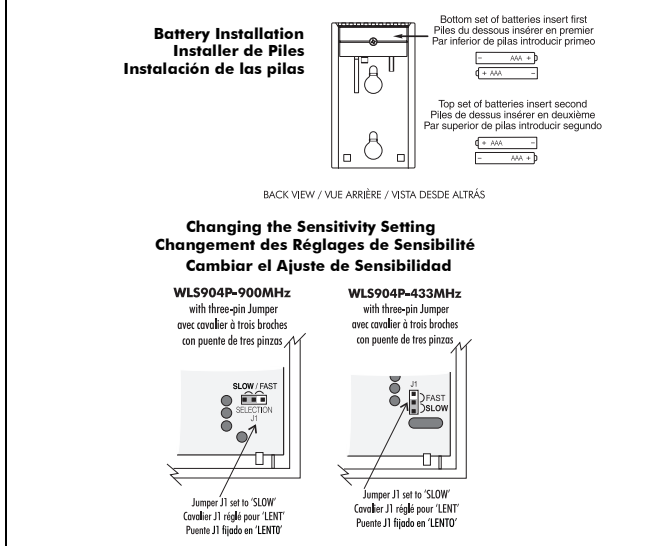 Battery Installation
Installer de Piles
Instalación de las pilas
Bottom set of batteries insert first
Piles du dessous insérer en premier
Par inferior de pilas introducir primeo
- AAA +
+ AAA -
Top set of batteries insert second
Piles de dessus insérer en deuxième
Par superior de pilas introducir segundo
+ AAA -
- AAA +
BACK VIEW / VUE ARRIÈRE / VISTA DESDE ALTRÁS
Changing the Sensitivity Setting
Changement des Réglages de Sensibilité
Cambiar el Ajuste de Sensibilidad
WLS904P-900MHz
with three-pin Jumper
avec cavalier à trois broches
con puente de tres pinzas
SLOW / FAST
SELECTION
J1
Jumper J1 set to 'SLOW'
Cavalier J1 réglé pour 'LENT'
Puente J1 fijado en 'LENTO'
WLS904P-433MHz
with three-pin Jumper
avec cavalier à trois broches
con puente de tres pinzas
J1
FAST
SLOW
Jumper J1 set to 'SLOW'
Cavalier J1 réglé pour 'LENT'
Puente J1 fijado en 'LENTO'